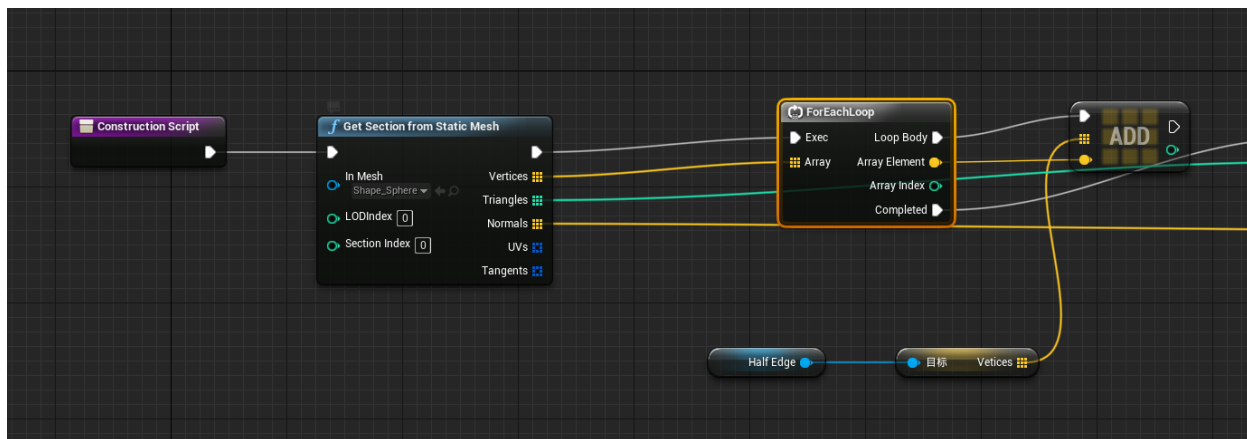 Construction Script
Get Section from Static Mesh
In Mesh
Shape_Sphere
LODIndex 0
Section Index 0
Vertices
Triangles
Normals
UVs
Tangents
ForEachLoop
Exec
Array
Loop Body
Array Element
Array Index
Completed
ADD
Half Edge
目标 Vetices